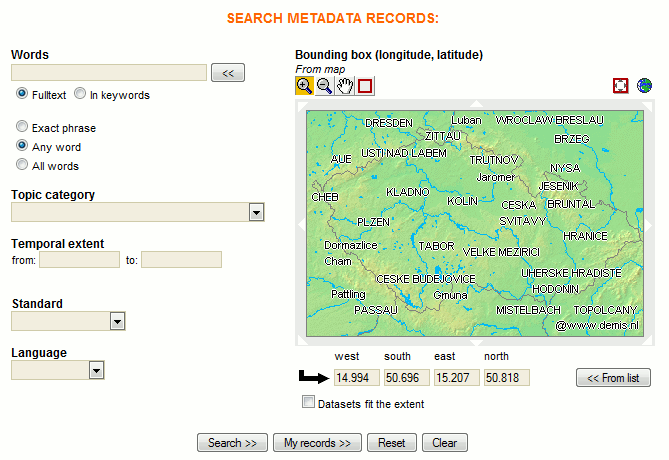 SEARCH METADATA RECORDS:
Words
<<
Fulltext In keywords
Exact phrase
Any word
All words
Topic category
Temporal extent
from: to:
Standard
Language
Bounding box (longitude, latitude)
From map
DRESDEN Luban WROCLAW BRESLAU
ZITTAU BRZEG
AUE USTI NAD LABEM TRUTNOV NYSA
Jaromer JESENIK
CHEB KLADNO KOLIN CESKA BRUNTAL
PLZEN SVITAVY
Domazlice TABOR VELKE MEZIRICI HRANICE
Cham
CESKE BUDEJOVICE UHERSKE HRADISTE
Pattling Gmuna HODONIN
PASSAU MISTELBACH TOPOLCANY
@www.demis.nl
west south east north
14.994 50.696 15.207 50.818 << From list
Datasets fit the extent
Search >> My records >> Reset Clear